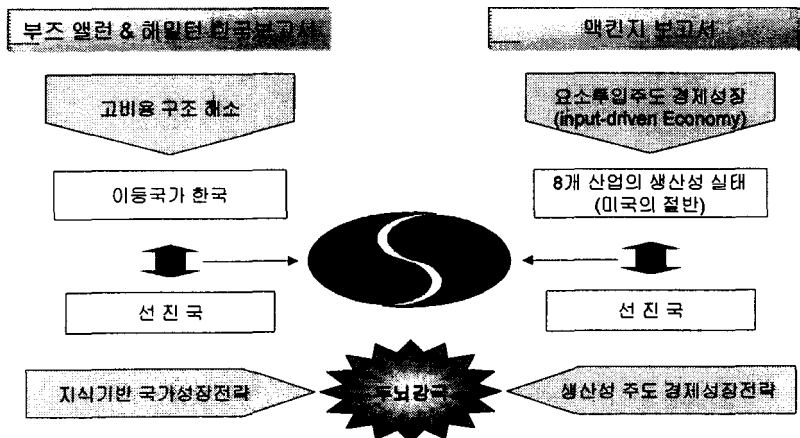 부즈 앨런 & 해밀턴 한국보고서
맥킨지 보고서
고비용 구조 해소
요소투입주도 경제성장
(input-driven Economy)
이등국가 한국
8개 산업의 생산성 실태
(미국의 절반)
선 진 국
선 진 국
지식기반 국가성장전략
두뇌강국
생산성 주도 경제성장전략